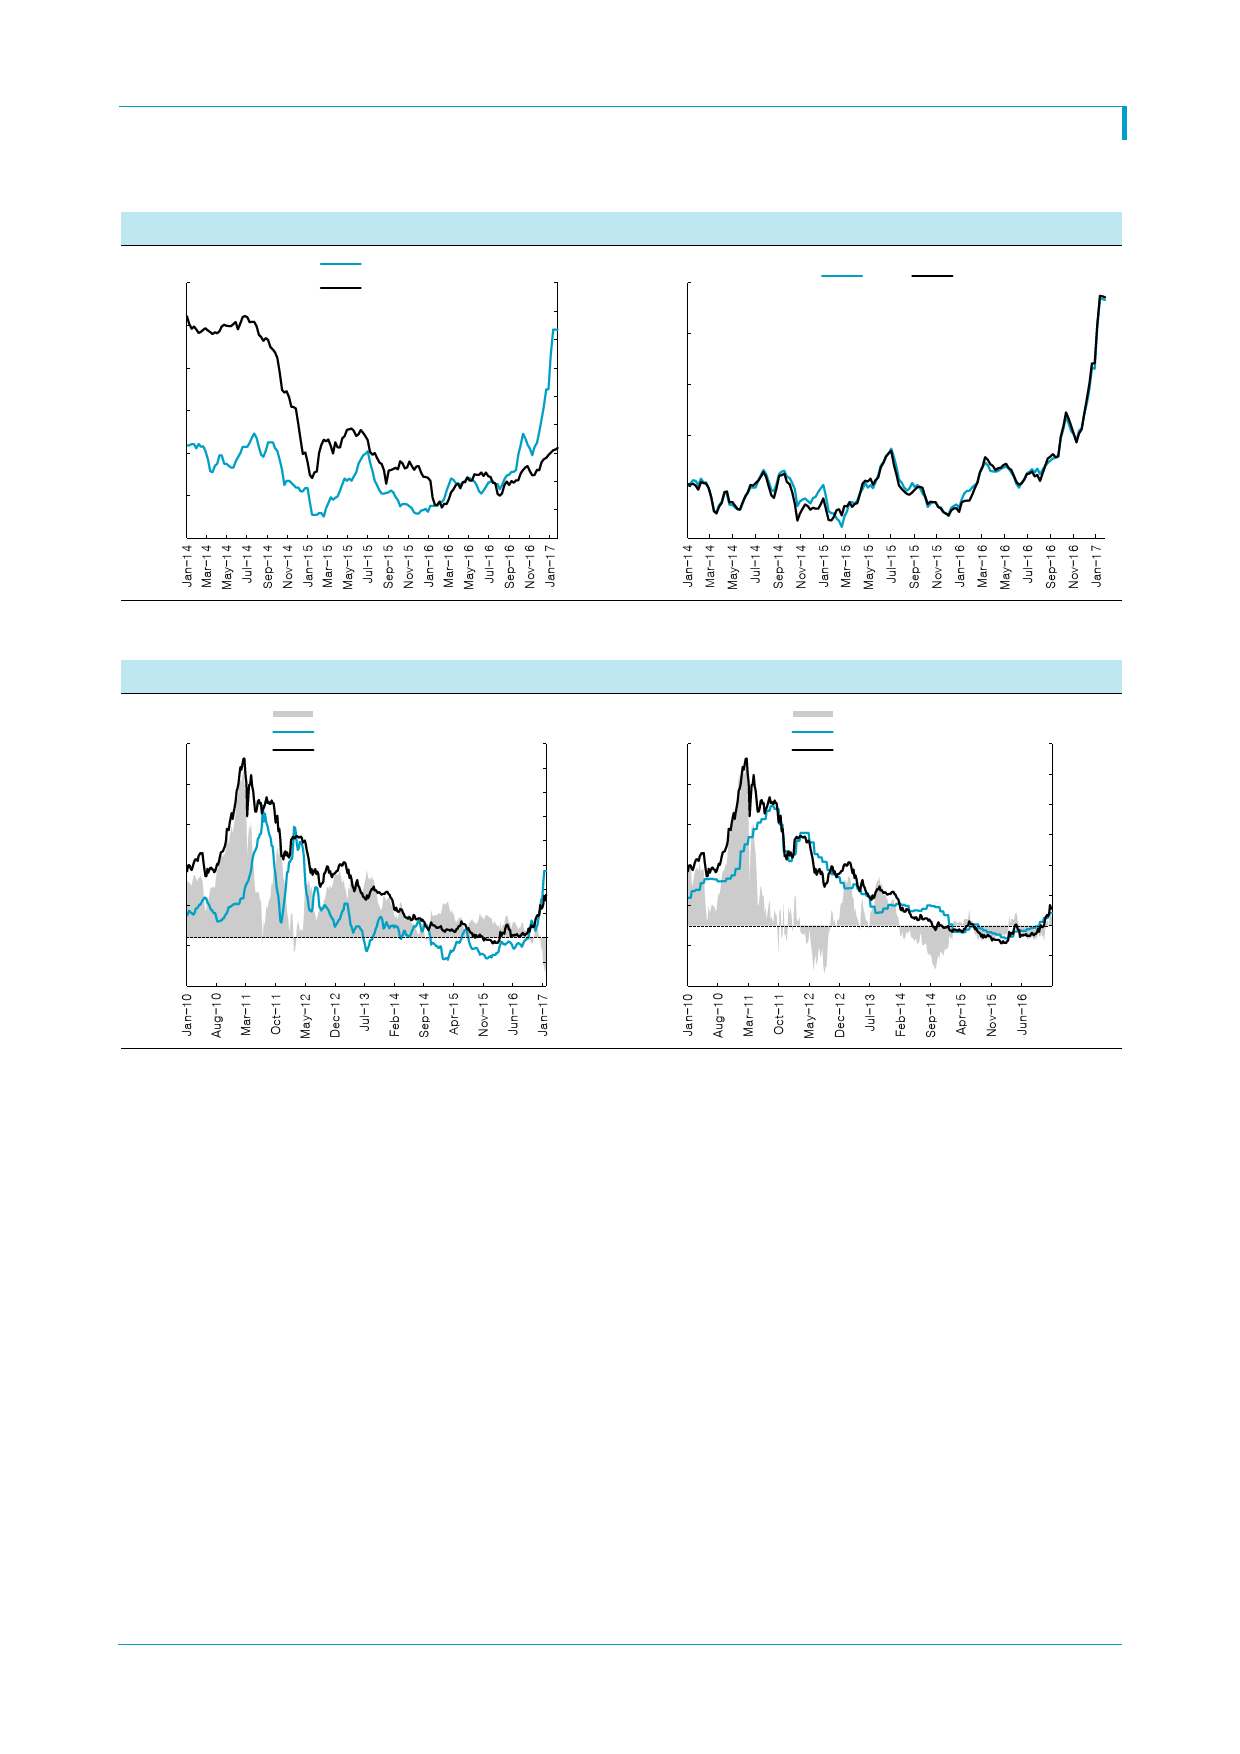 Jan-14 Mar-14 May-14 Jul-14 Sep-14 Nov-14 Jan-15 Mar-15 May-15 Jul-15 Sep-15 Nov-15 Jan-16 Mar-16 May-16 Jul-16 Sep-16 Nov-16 Jan-17
Jan-14 Mar-14 May-14 Jul-14 Sep-14 Nov-14 Jan-15 Mar-15 May-15 Jul-15 Sep-15 Nov-15 Jan-16 Mar-16 May-16 Jul-16 Sep-16 Nov-16 Jan-17
Jan-10 Aug-10 Mar-11 Oct-11 May-12 Dec-12 Jul-13 Feb-14 Sep-14 Apr-15 Nov-15 Jun-16 Jan-17
Jan-10 Aug-10 Mar-11 Oct-11 May-12 Dec-12 Jul-13 Feb-14 Sep-14 Apr-15 Nov-15 Jun-16